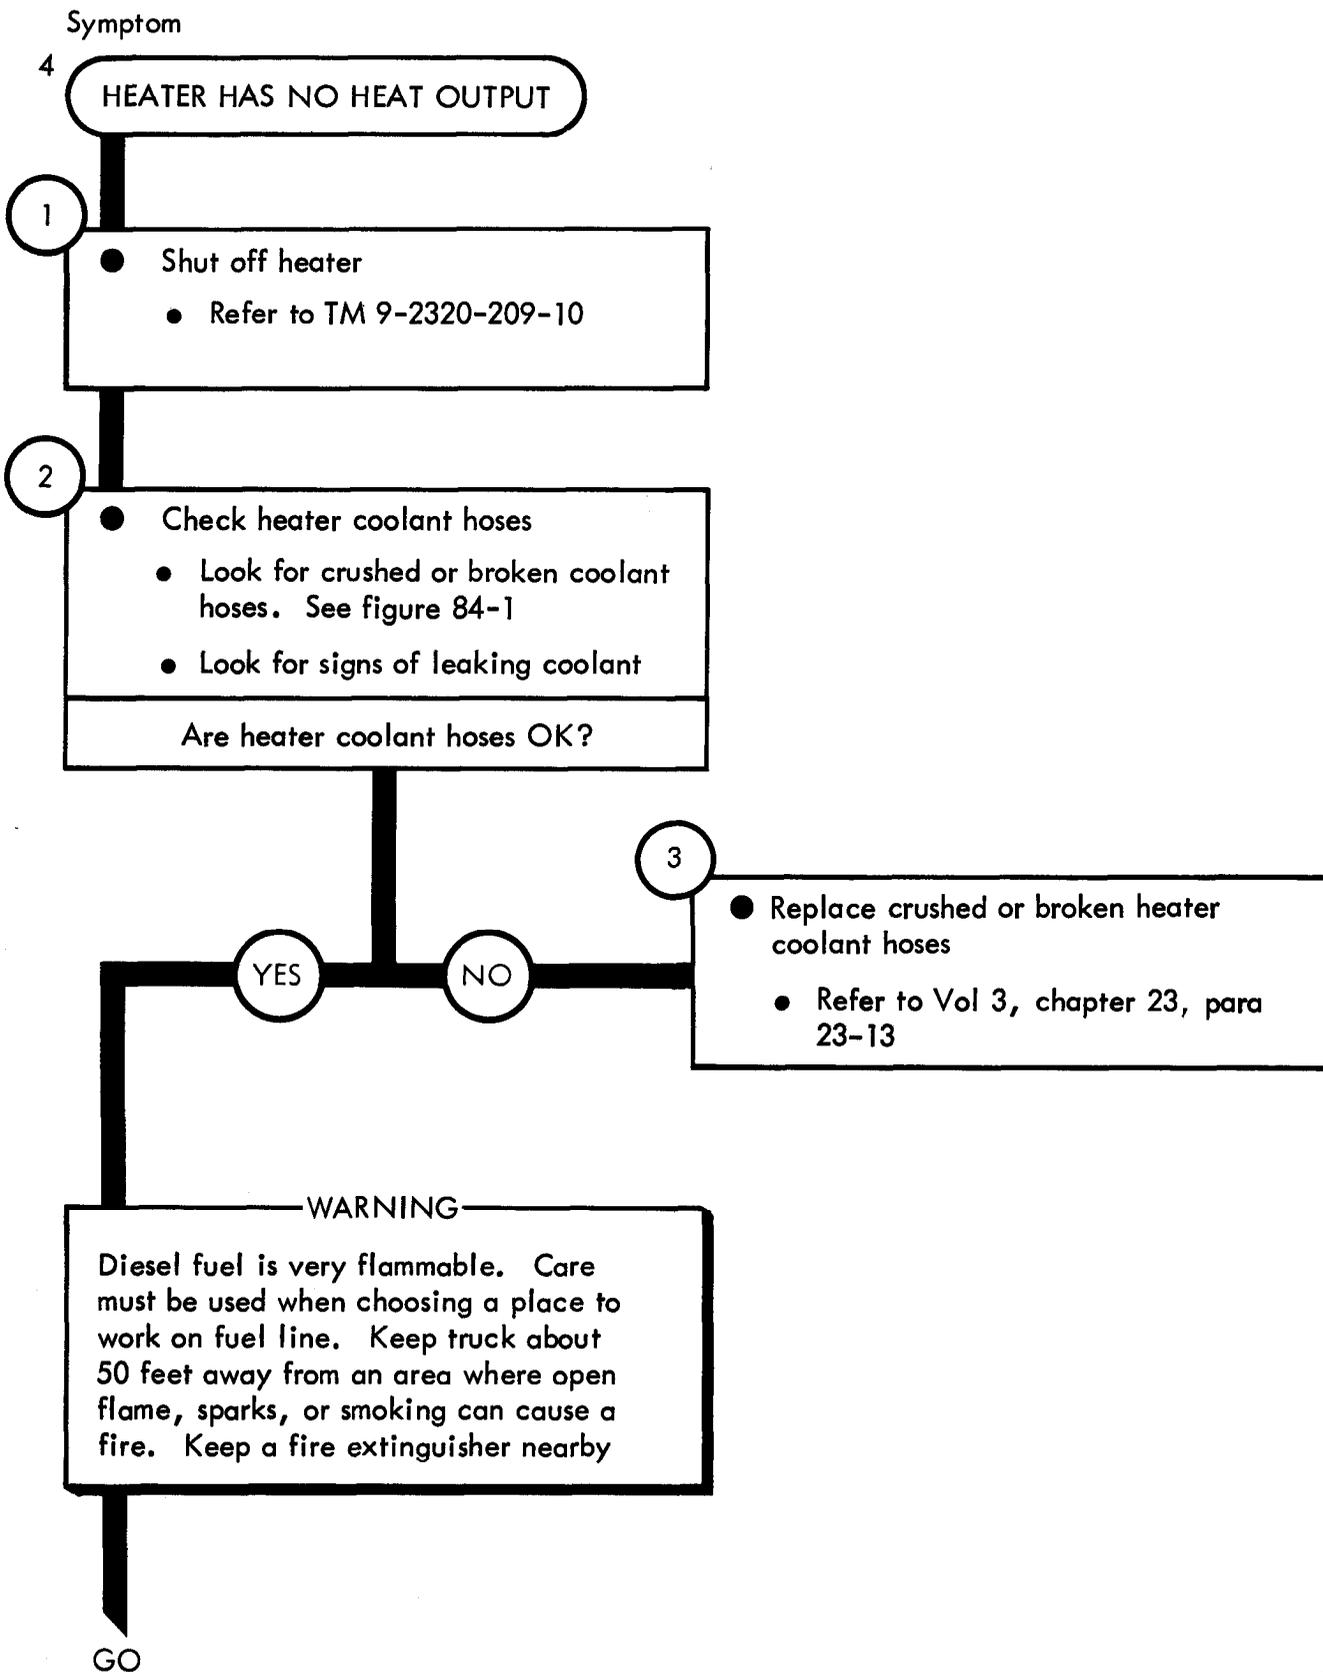 Symptom
4
HEATER HAS NO HEAT OUTPUT
1
● Shut off heater
● Refer to TM 9-2320-209-10
2
● Check heater coolant hoses
● Look for crushed or broken coolant
hoses. See figure 84-1
● Look for signs of leaking coolant
Are heater coolant hoses OK?
3
● Replace crushed or broken heater
coolant hoses
● Refer to Vol 3, chapter 23, para
23-13
YES
NO
WARNING
Diesel fuel is very flammable. Care
must be used when choosing a place to
work on fuel line. Keep truck about
50 feet away from an area where open
flame, sparks, or smoking can cause a
fire. Keep a fire extinguisher nearby
GO